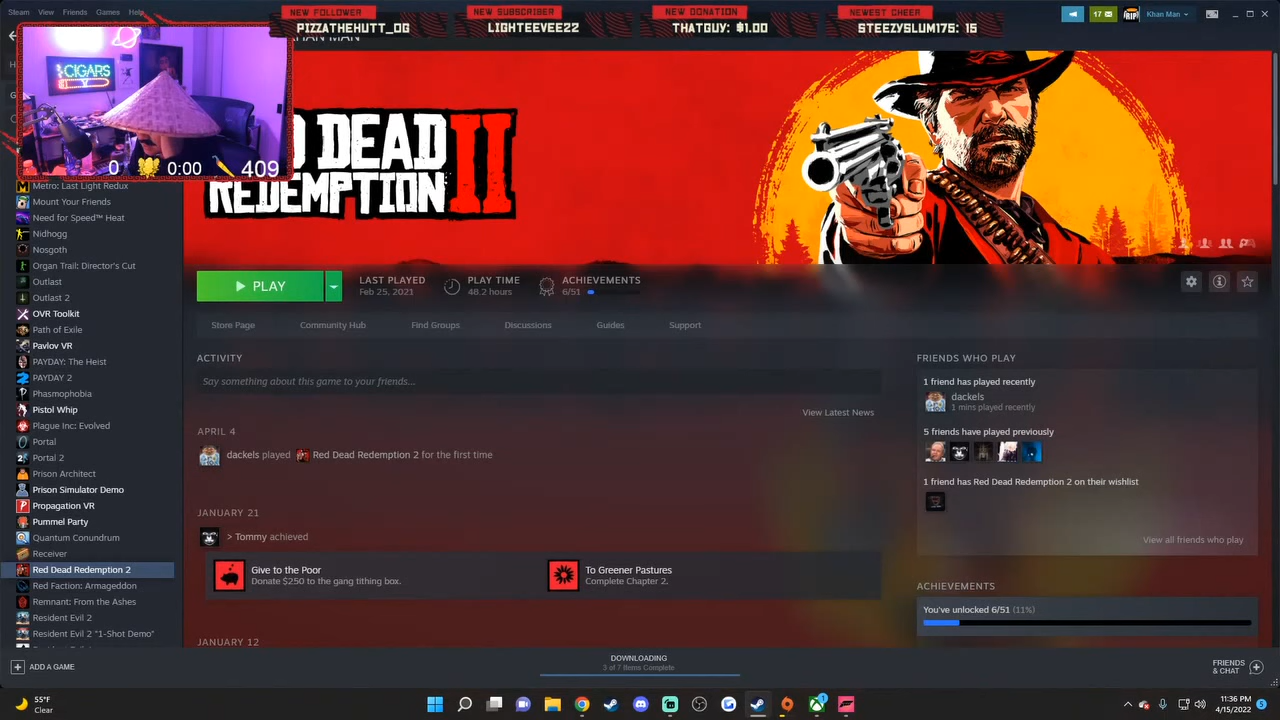 Steam View Friends Games Help
NEW FOLLOWER
PIZZATHEHUTT_OG
NEW SUBSCRIBER
LIGHTEEVEE22
NEW DONATION
THATGUY: $1.00
NEWEST CHEER
STEEZYSLUM175: 15
17
Khan Man
CIGARS
0
0:00
409
DEAD
REDEMPTION II
Metro: Last Light Redux
Mount Your Friends
Need for Speed™ Heat
Nidhogg
Nosgoth
Organ Trail: Director's Cut
Outlast
Outlast 2
OVR Toolkit
Path of Exile
Pavlov VR
PAYDAY: The Heist
PAYDAY 2
Phasmophobia
Pistol Whip
Plague Inc: Evolved
Portal
Portal 2
Prison Architect
Prison Simulator Demo
Propagation VR
Pummel Party
Quantum Conundrum
Receiver
Red Dead Redemption 2
Red Faction: Armageddon
Remnant: From the Ashes
Resident Evil 2
Resident Evil 2 "1-Shot Demo"
PLAY
LAST PLAYED
Feb 25, 2021
PLAY TIME
48.2 hours
ACHIEVEMENTS
6/51
Store Page Community Hub Find Groups Discussions Guides Support
ACTIVITY
Say something about this game to your friends...
View Latest News
APRIL 4
dackels played Red Dead Redemption 2 for the first time
JANUARY 21
> Tommy achieved
Give to the Poor
Donate $250 to the gang tithing box.
To Greener Pastures
Complete Chapter 2.
JANUARY 12
FRIENDS WHO PLAY
1 friend has played recently
dackels
1 mins played recently
5 friends have played previously
1 friend has Red Dead Redemption 2 on their wishlist
View all friends who play
ACHIEVEMENTS
You've unlocked 6/51 (11%)
ADD A GAME
DOWNLOADING
3 of 7 Items Complete
FRIENDS
& CHAT
55°F
Clear
11:36 PM
4/15/2022